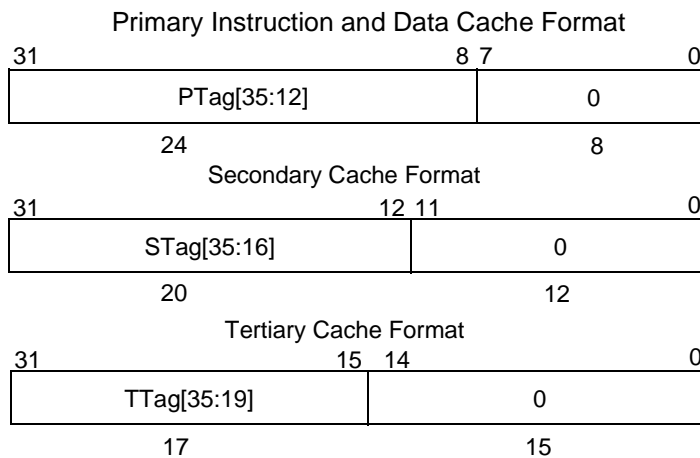 Primary Instruction and Data Cache Format
31 8 7 0
PTag[35:12] 0
24 8
Secondary Cache Format
31 12 11 0
STag[35:16] 0
20 12
Tertiary Cache Format
31 15 14 0
TTag[35:19] 0
17 15